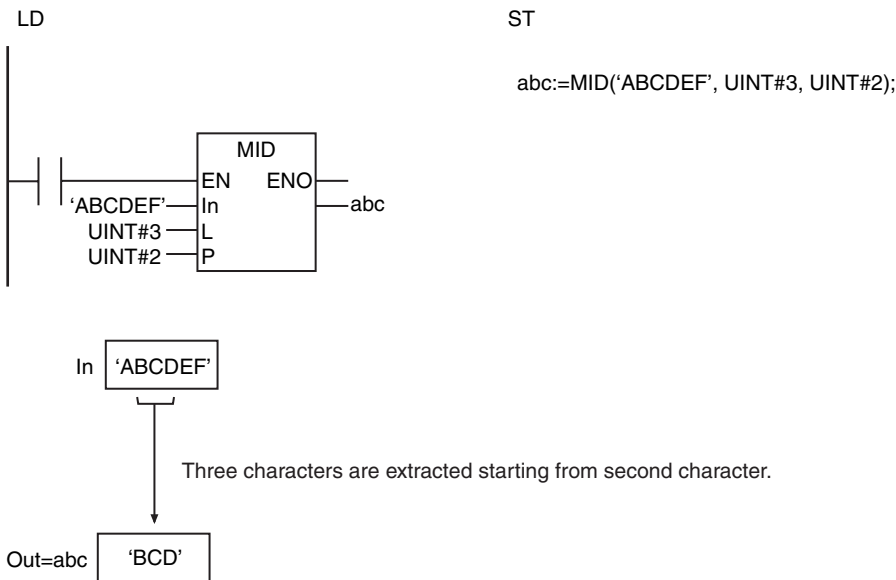 LD
ST
abc:=MID(‘ABCDEF’, UINT#3, UINT#2);
MID
EN ENO
‘ABCDEF’ In abc
UINT#3 L
UINT#2 P
In ‘ABCDEF’
Three characters are extracted starting from second character.
Out=abc ‘BCD’